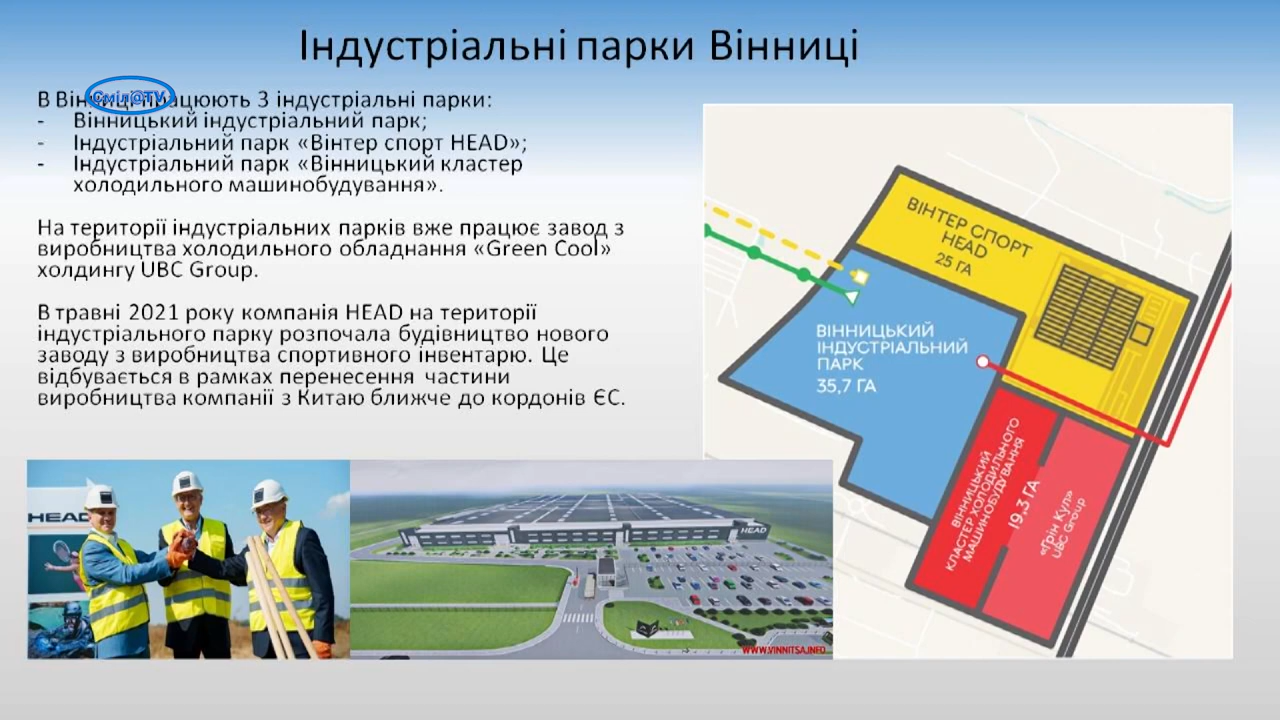 Індустріальні парки Вінниці
В Вінниці працюють 3 індустріальні парки:
- Вінницький індустріальний парк;
- Індустріальний парк «Вінтер спорт HEAD»;
- Індустріальний парк «Вінницький кластер
холодильного машинобудування».
На території індустріальних парків вже працює завод з
виробництва холодильного обладнання «Green Cool»
холдингу UBC Group.
В травні 2021 року компанія HEAD на території
індустріального парку розпочала будівництво нового
заводу з виробництва спортивного інвентарю. Це
відбувається в рамках перенесення частини
виробництва компанії з Китаю ближче до кордонів ЄС.
Сміл@TV
ВІНТЕР СПОРТ
HEAD
25 ГА
ВІННИЦЬКИЙ
ІНДУСТРІАЛЬНИЙ
ПАРК
35,7 ГА
ВІННИЦЬКИЙ
КЛАСТЕР ХОЛОДИЛЬНОГО
МАШИНОБУДУВАННЯ
19,3 ГА
«Грін Кул»
UBC Group
HEAD
HEAD
WWW.VINNITSA.INFO